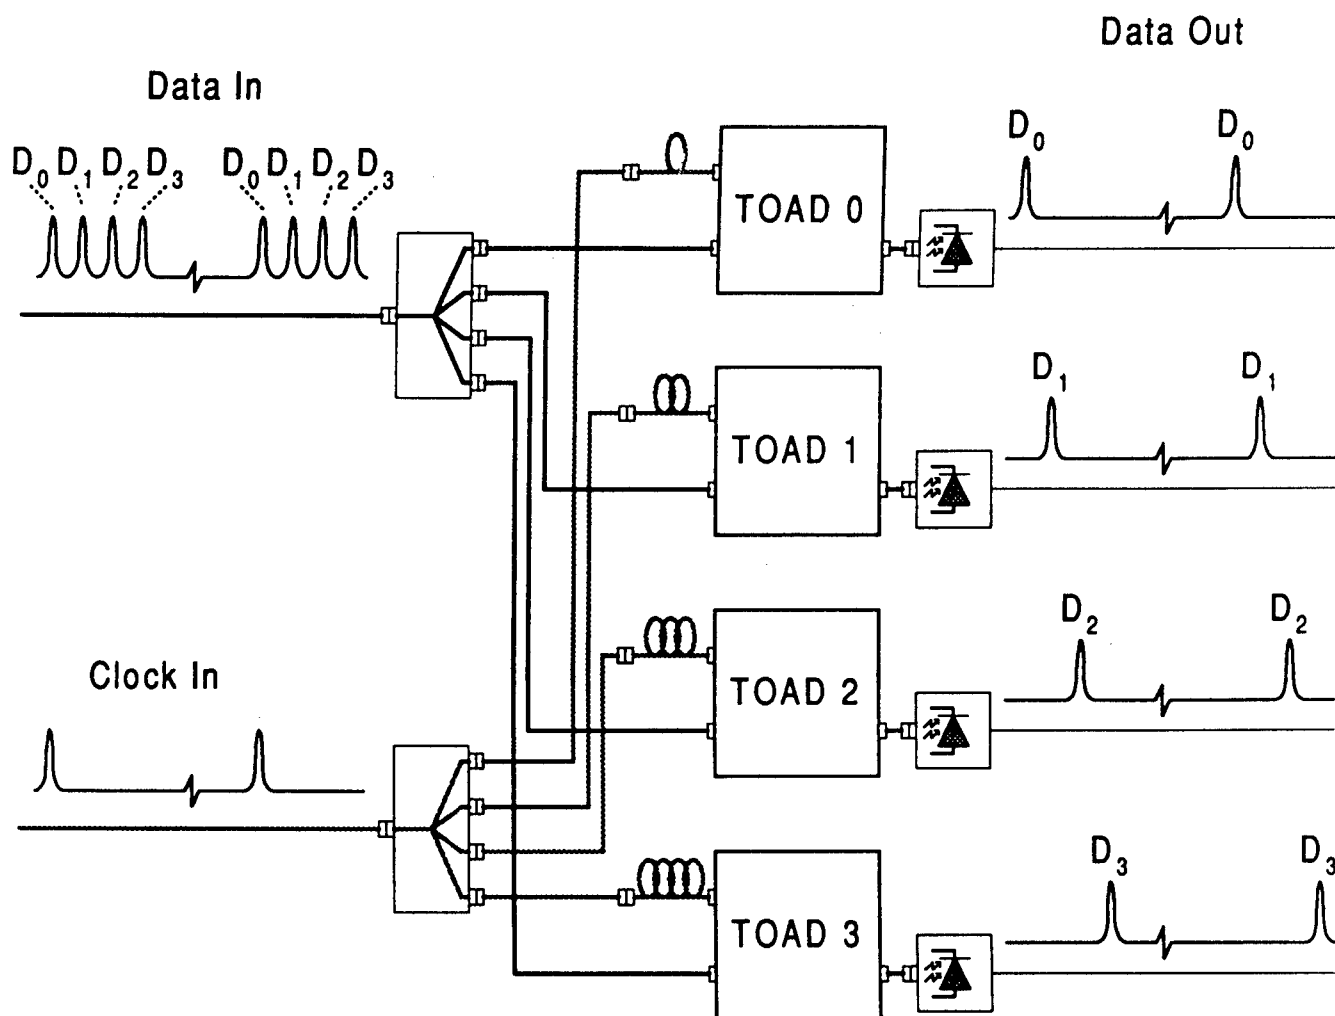 Data Out
Data In
D0 D1 D2 D3 D0 D1 D2 D3
D0 D0
TOAD 0
D1 D1
TOAD 1
D2 D2
TOAD 2
Clock In
D3 D3
TOAD 3